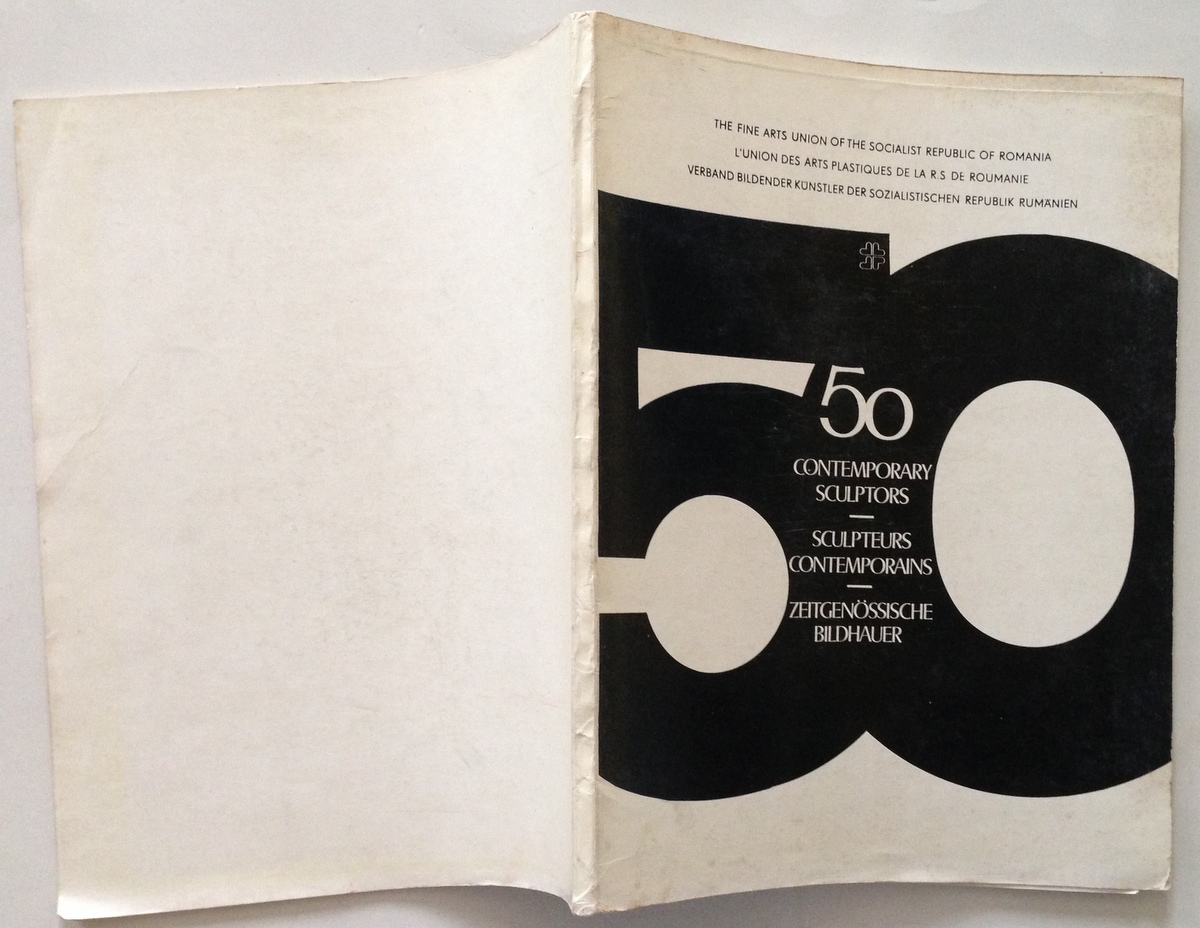 THE FINE ARTS UNION OF THE SOCIALIST REPUBLIC OF ROMANIA
L'UNION DES ARTS PLASTIQUES DE LA R.S DE ROUMANIE
VERBAND BILDENDER KÜNSTLER DER SOZIALISTISCHEN REPUBLIK RUMÄNIEN
50
50
CONTEMPORARY
SCULPTORS
—
SCULPTEURS
CONTEMPORAINS
—
ZEITGENÖSSISCHE
BILDHAUER